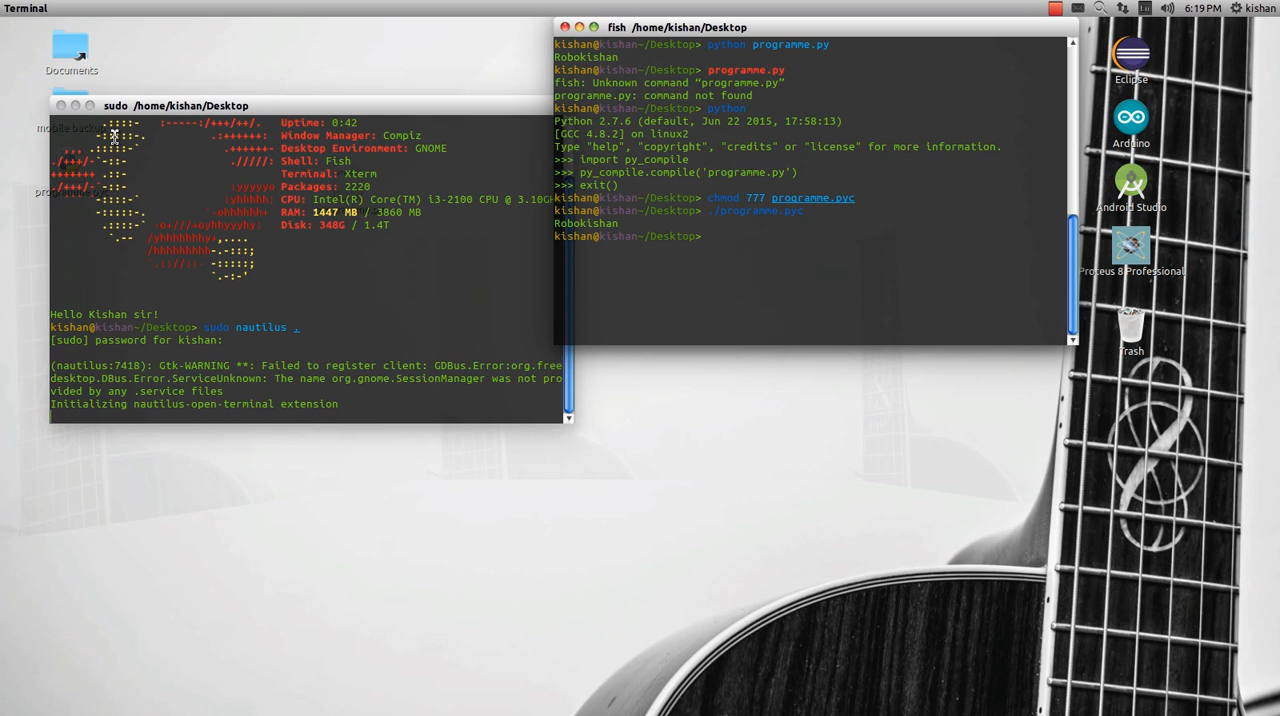 Terminal
6:19 PM
kishan
Documents
sudo /home/kishan/Desktop
.::::- :-----:/+++/++/. Uptime: 0:42
Window Manager: Compiz
Desktop Environment: GNOME
Shell: Fish
Terminal: Xterm
Packages: 2220
CPU: Intel(R) Core(TM) i3-2100 CPU @ 3.10GH
RAM: 1447 MB / 3860 MB
Disk: 348G / 1.4T
Hello Kishan sir!
kishan@kishan~/Desktop> sudo nautilus .
[sudo] password for kishan:
(nautilus:7418): Gtk-WARNING **: Failed to register client: GDBus.Error:org.free
desktop.DBus.Error.ServiceUnknown: The name org.gnome.SessionManager was not pro
vided by any .service files
Initializing nautilus-open-terminal extension
fish /home/kishan/Desktop
kishan@kishan~/Desktop> python programme.py
Robokishan
kishan@kishan~/Desktop> programme.py
fish: Unknown command “programme.py”
programme.py: command not found
kishan@kishan~/Desktop> python
Python 2.7.6 (default, Jun 22 2015, 17:58:13)
[GCC 4.8.2] on linux2
Type "help", "copyright", "credits" or "license" for more information.
>>> import py_compile
>>> py_compile.compile('programme.py')
>>> exit()
kishan@kishan~/Desktop> chmod 777 programme.pyc
kishan@kishan~/Desktop> ./programme.pyc
Robokishan
kishan@kishan~/Desktop>
Eclipse
Arduino
Android Studio
Proteus 8 Professional
Trash